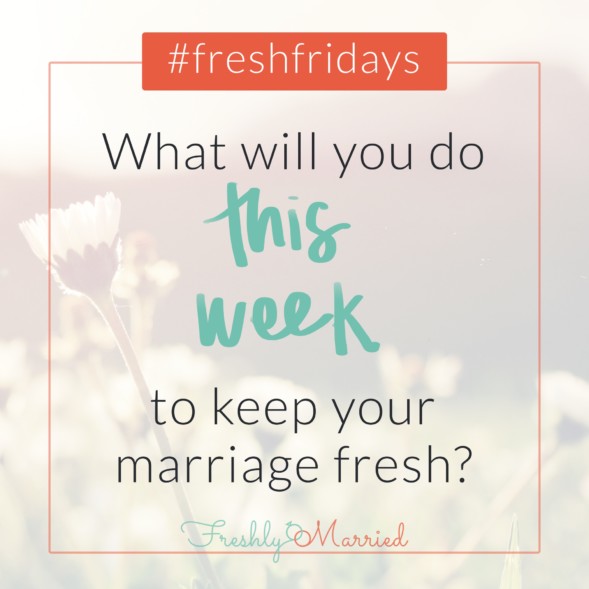 #freshfridays
What will you do
this
week
to keep your
marriage fresh?
Freshly Married